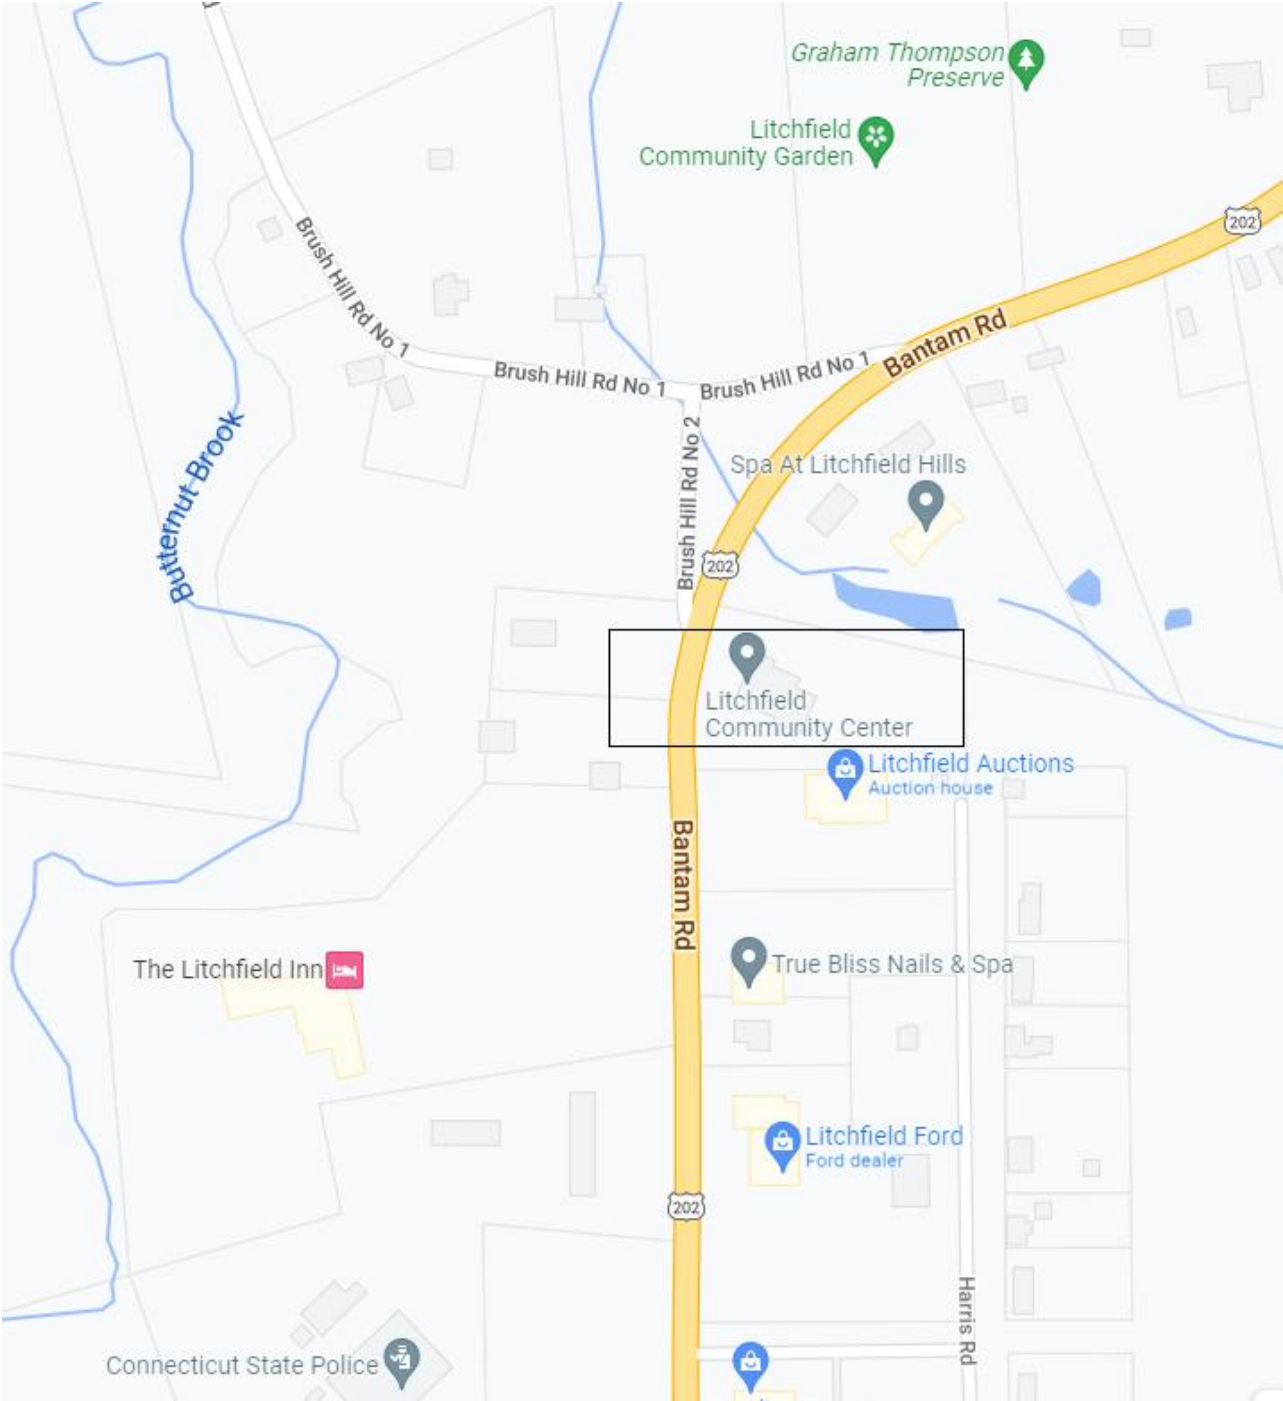 Graham Thompson
Preserve
Litchfield
Community Garden
202
Brush Hill Rd No 1
Bantam Rd
Brush Hill Rd No 1
Brush Hill Rd No 1
Butternut Brook
Brush Hill Rd No 2
Spa At Litchfield Hills
202
Litchfield
Community Center
Litchfield Auctions
Auction house
Bantam Rd
The Litchfield Inn
True Bliss Nails & Spa
Litchfield Ford
Ford dealer
202
Harris Rd
Connecticut State Police